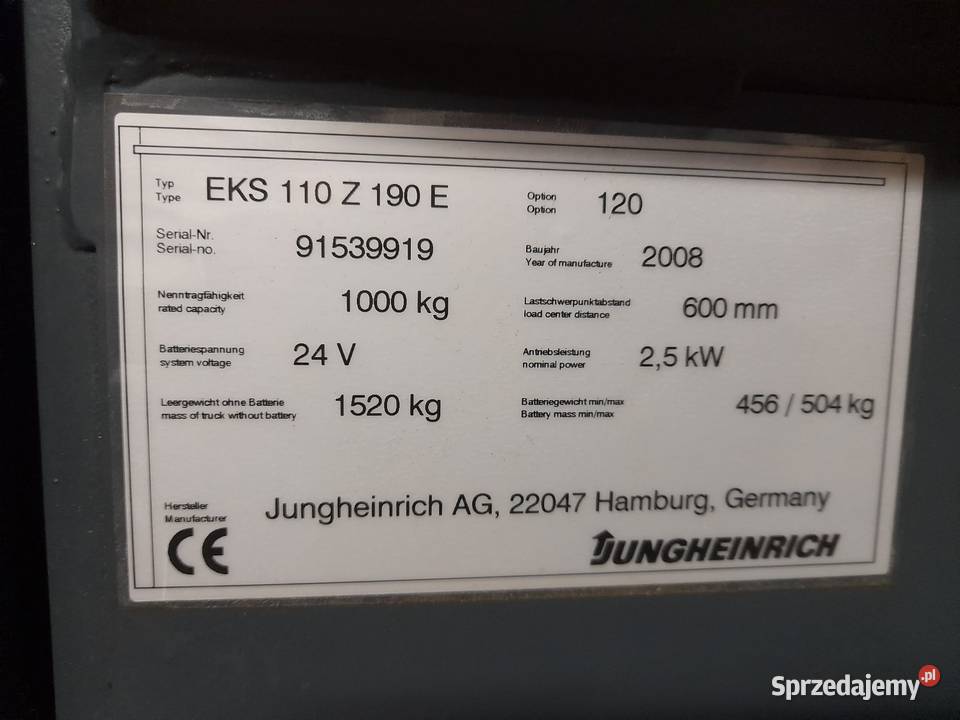 Typ
Type
EKS 110 Z 190 E
Option
Option
120
Serial-Nr.
Serial-no.
91539919
Baujahr
Year of manufacture
2008
Nenntragfähigkeit
rated capacity
1000 kg
Lastschwerpunktabstand
load center distance
600 mm
Batteriespannung
system voltage
24 V
Antriebsleistung
nominal power
2,5 kW
Leergewicht ohne Batterie
mass of truck without battery
1520 kg
Batteriegewicht min/max
Battery mass min/max
456 / 504 kg
Hersteller
Manufacturer
Jungheinrich AG, 22047 Hamburg, Germany
CE
JUNGHEINRICH
Sprzedajemy.pl